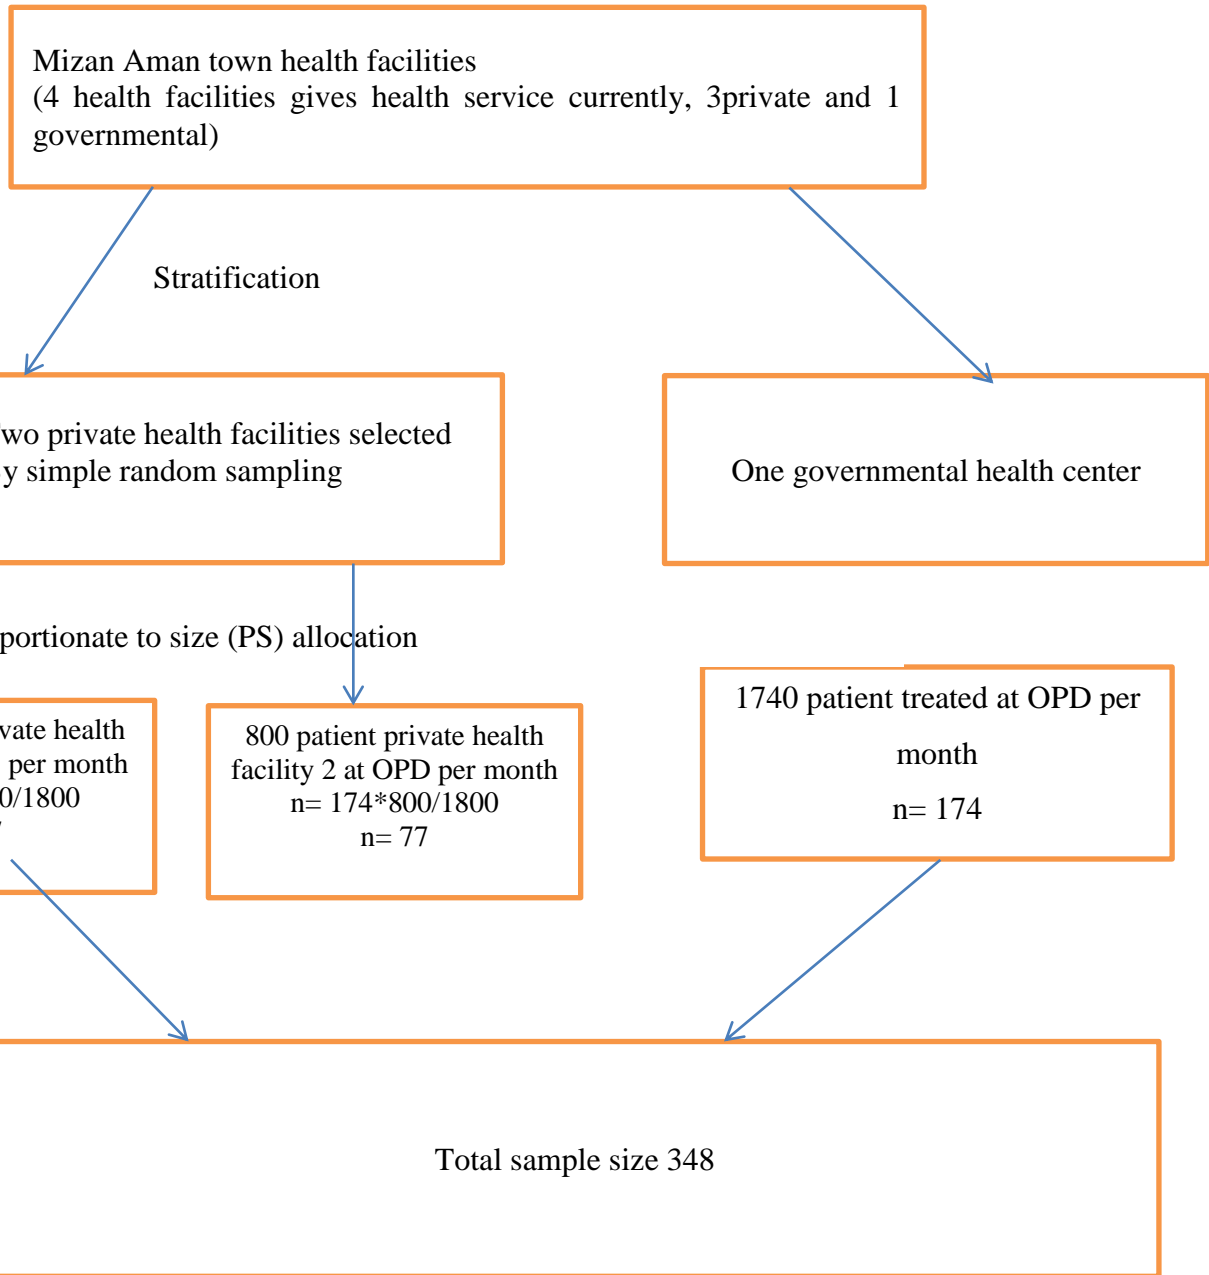 Mizan Aman town health facilities
(4 health facilities gives health service currently, 3private and 1
governmental)
Stratification
wo private health facilities selected
y simple random sampling
One governmental health center
portionate to size (PS) allocation
vate health
per month
0/1800
800 patient private health
facility 2 at OPD per month
n= 174*800/1800
n= 77
1740 patient treated at OPD per
month
n= 174
Total sample size 348